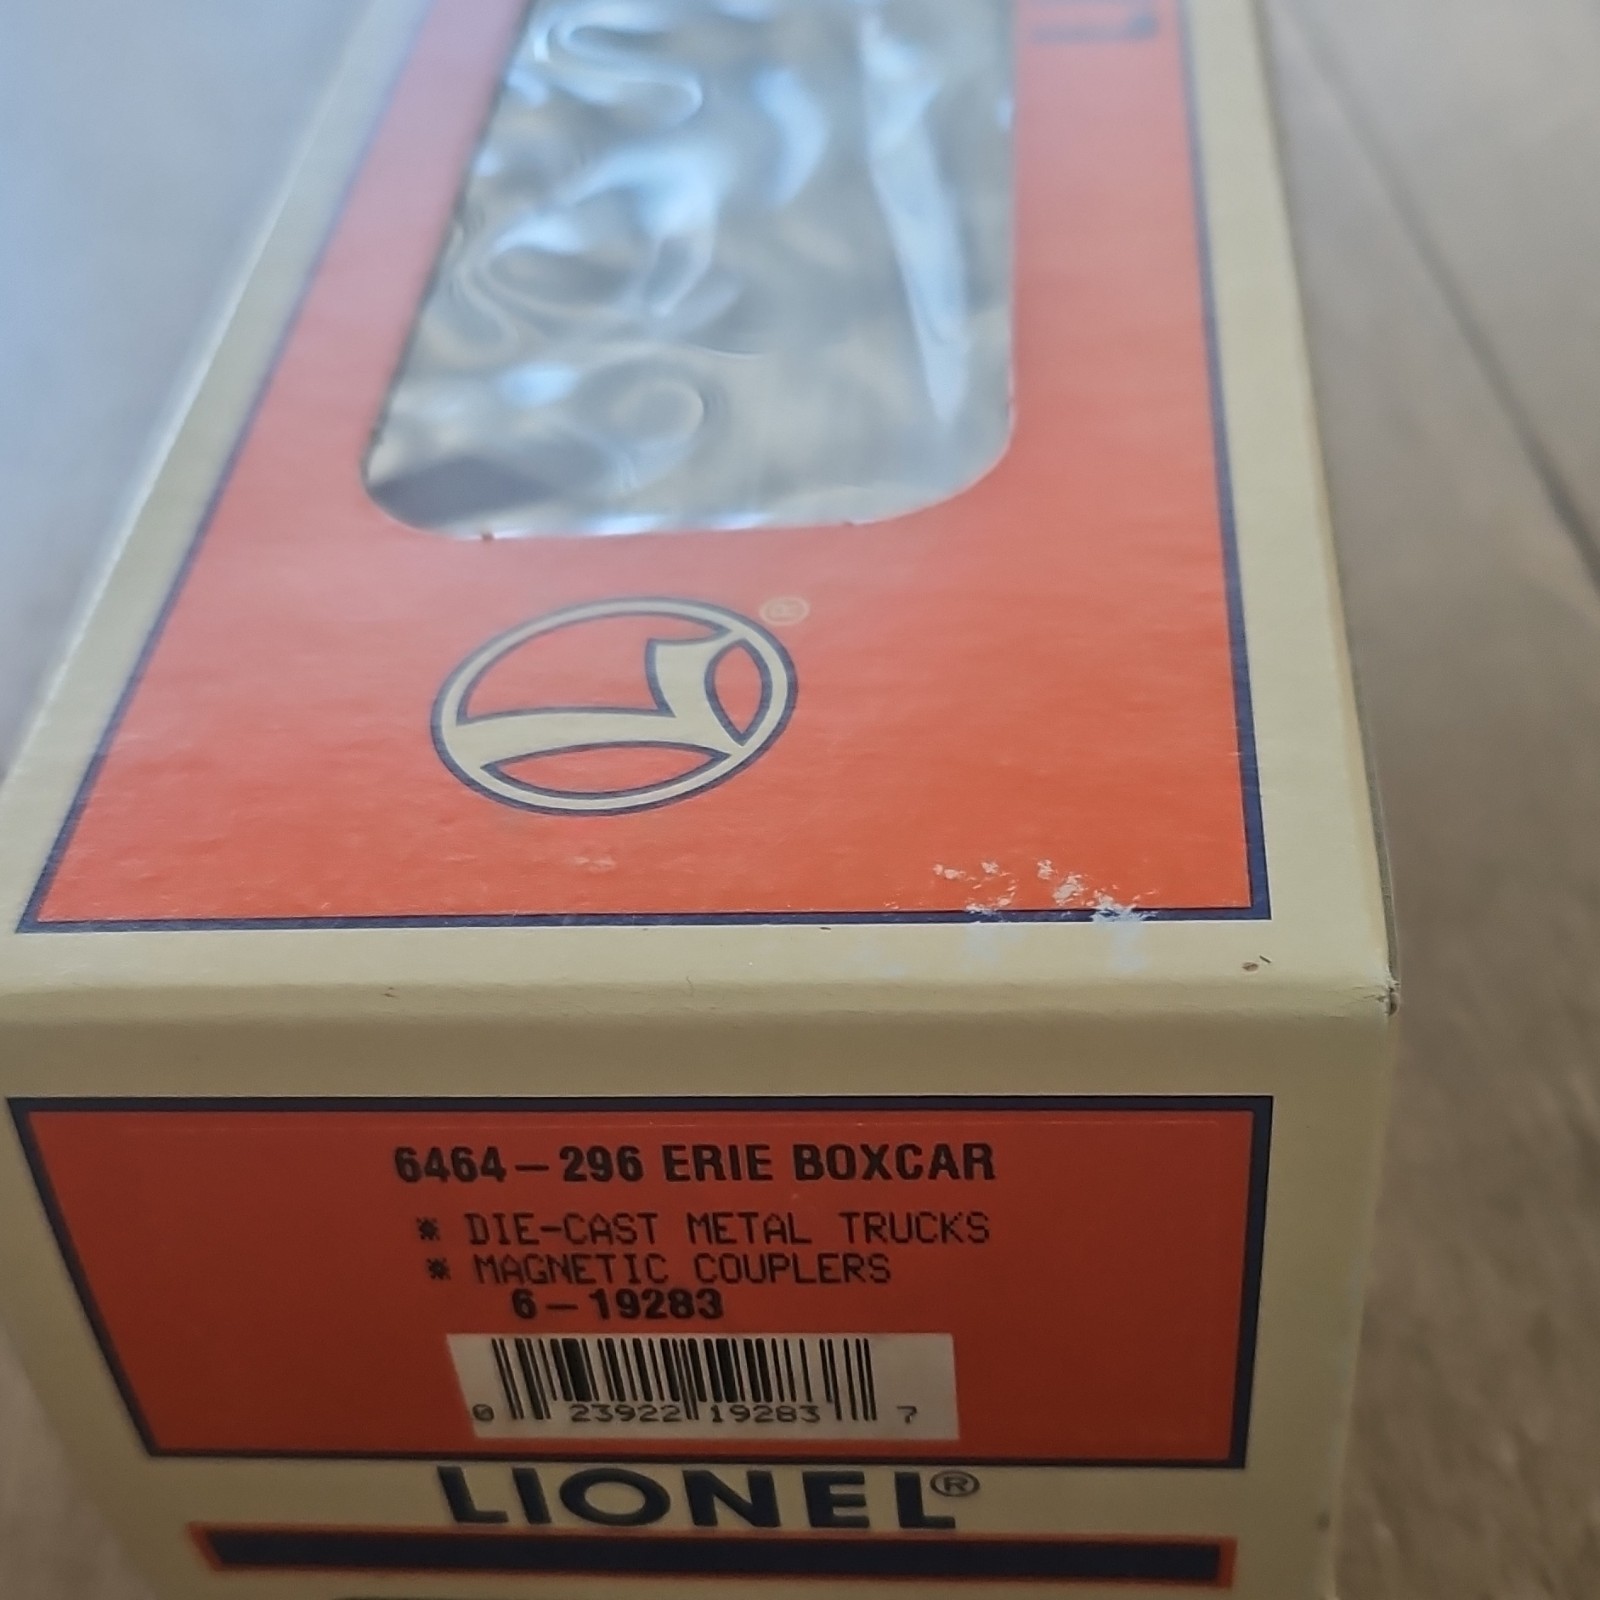 L
®
6464-296 ERIE BOXCAR
* DIE-CAST METAL TRUCKS
* MAGNETIC COUPLERS
6-19283
0 23922 19283 7
LIONEL®